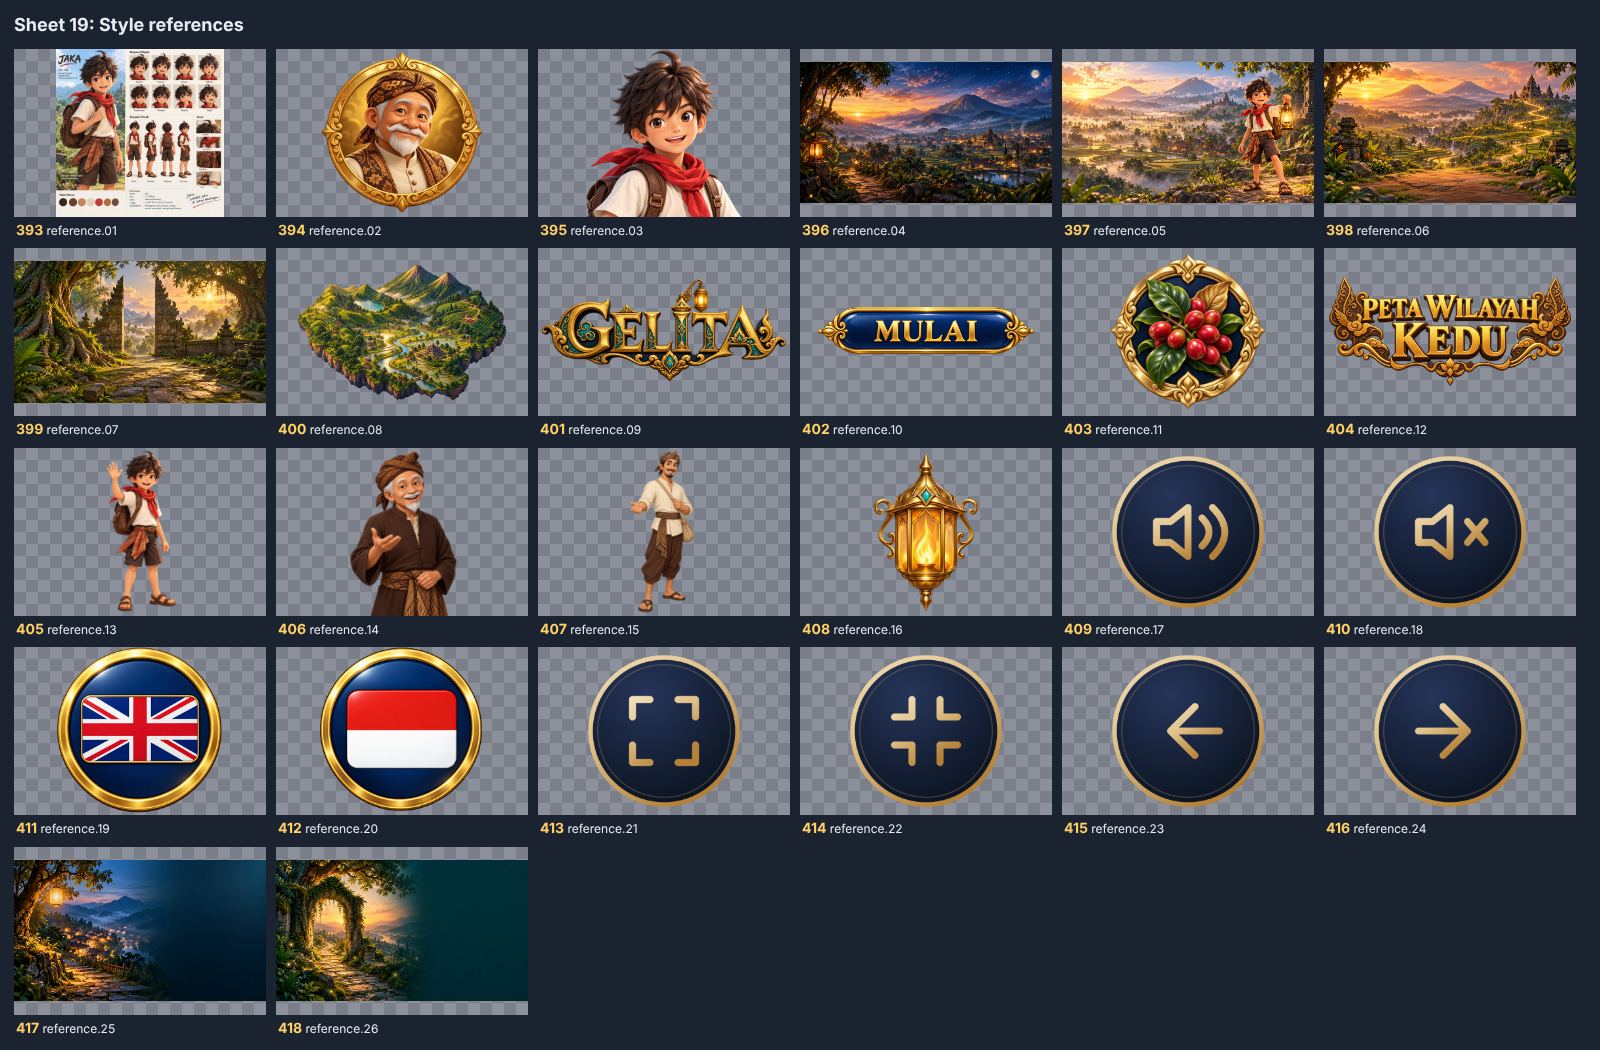 Sheet 19: Style references
JAKA
393 reference.01
394 reference.02
395 reference.03
396 reference.04
397 reference.05
398 reference.06
GELITA
MULAI
PETA WILAYAH
KEDU
399 reference.07
400 reference.08
401 reference.09
402 reference.10
403 reference.11
404 reference.12
405 reference.13
406 reference.14
407 reference.15
408 reference.16
409 reference.17
410 reference.18
411 reference.19
412 reference.20
413 reference.21
414 reference.22
415 reference.23
416 reference.24
417 reference.25
418 reference.26